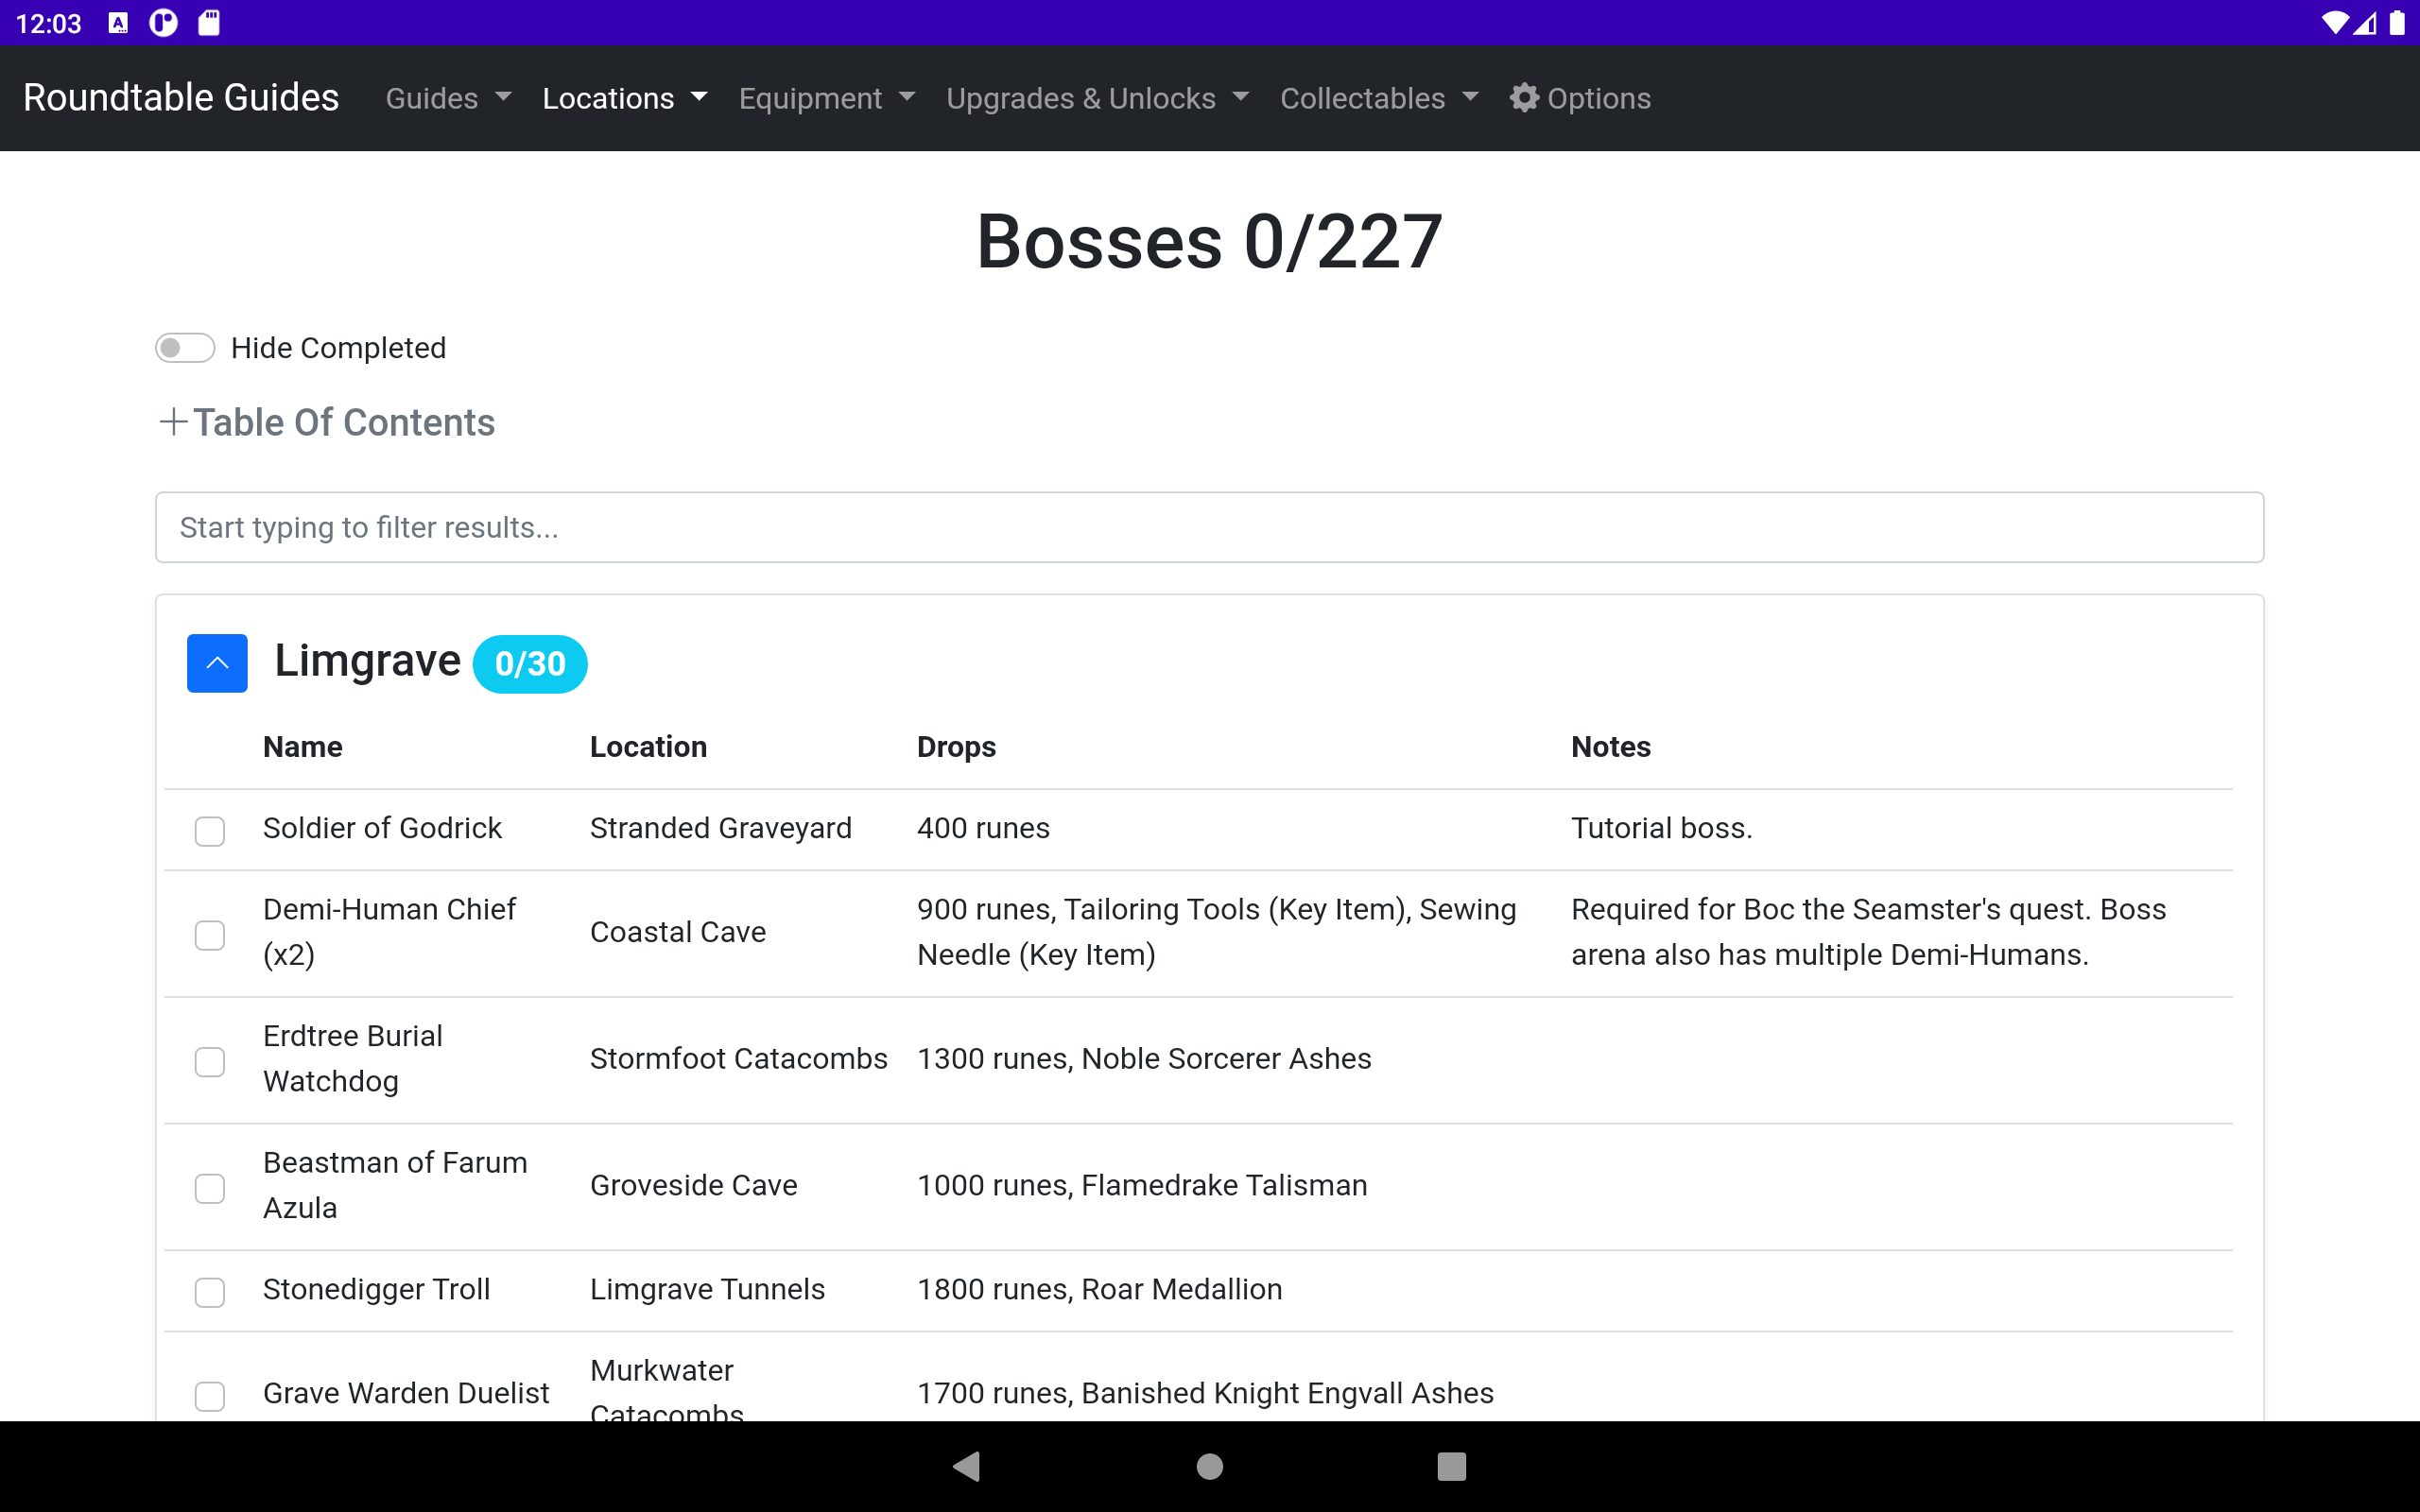 12:03
Roundtable Guides Guides Locations Equipment Upgrades & Unlocks Collectables Options
Bosses 0/227
Hide Completed
Table Of Contents
Start typing to filter results...
Limgrave 0/30
Name Location Drops Notes
Soldier of Godrick Stranded Graveyard 400 runes Tutorial boss.
Demi-Human Chief
(x2)
Coastal Cave
900 runes, Tailoring Tools (Key Item), Sewing
Needle (Key Item)
Required for Boc the Seamster's quest. Boss
arena also has multiple Demi-Humans.
Erdtree Burial
Watchdog
Stormfoot Catacombs
1300 runes, Noble Sorcerer Ashes
Beastman of Farum
Azula
Groveside Cave
1000 runes, Flamedrake Talisman
Stonedigger Troll Limgrave Tunnels 1800 runes, Roar Medallion
Grave Warden Duelist
Murkwater
Catacombs
1700 runes, Banished Knight Engvall Ashes